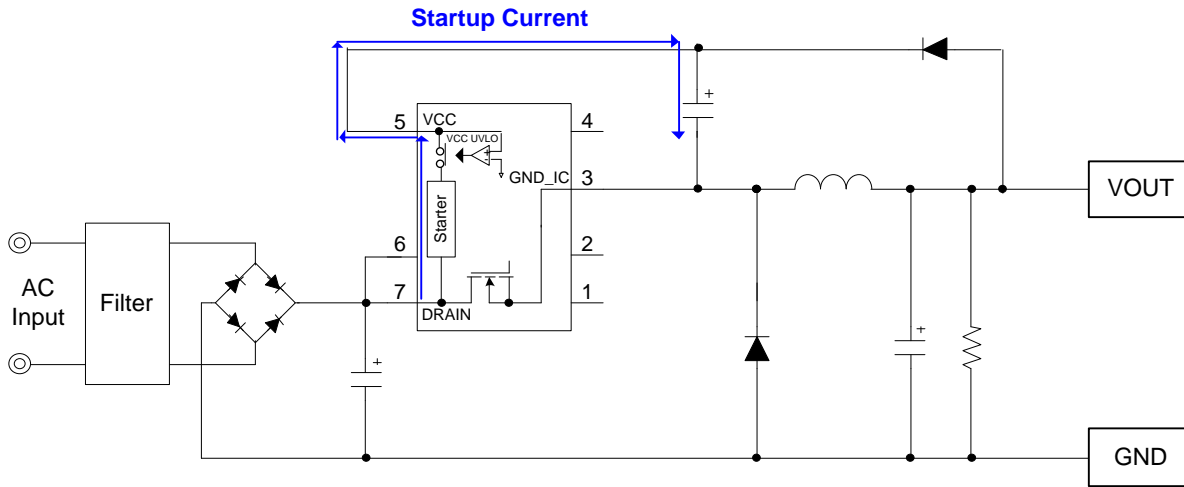 Startup Current
+
5
VCC
4
VCC UVLO
+
-
GND_IC
3
VOUT
Starter
6
2
AC
Input
Filter
7
1
DRAIN
+
+
GND